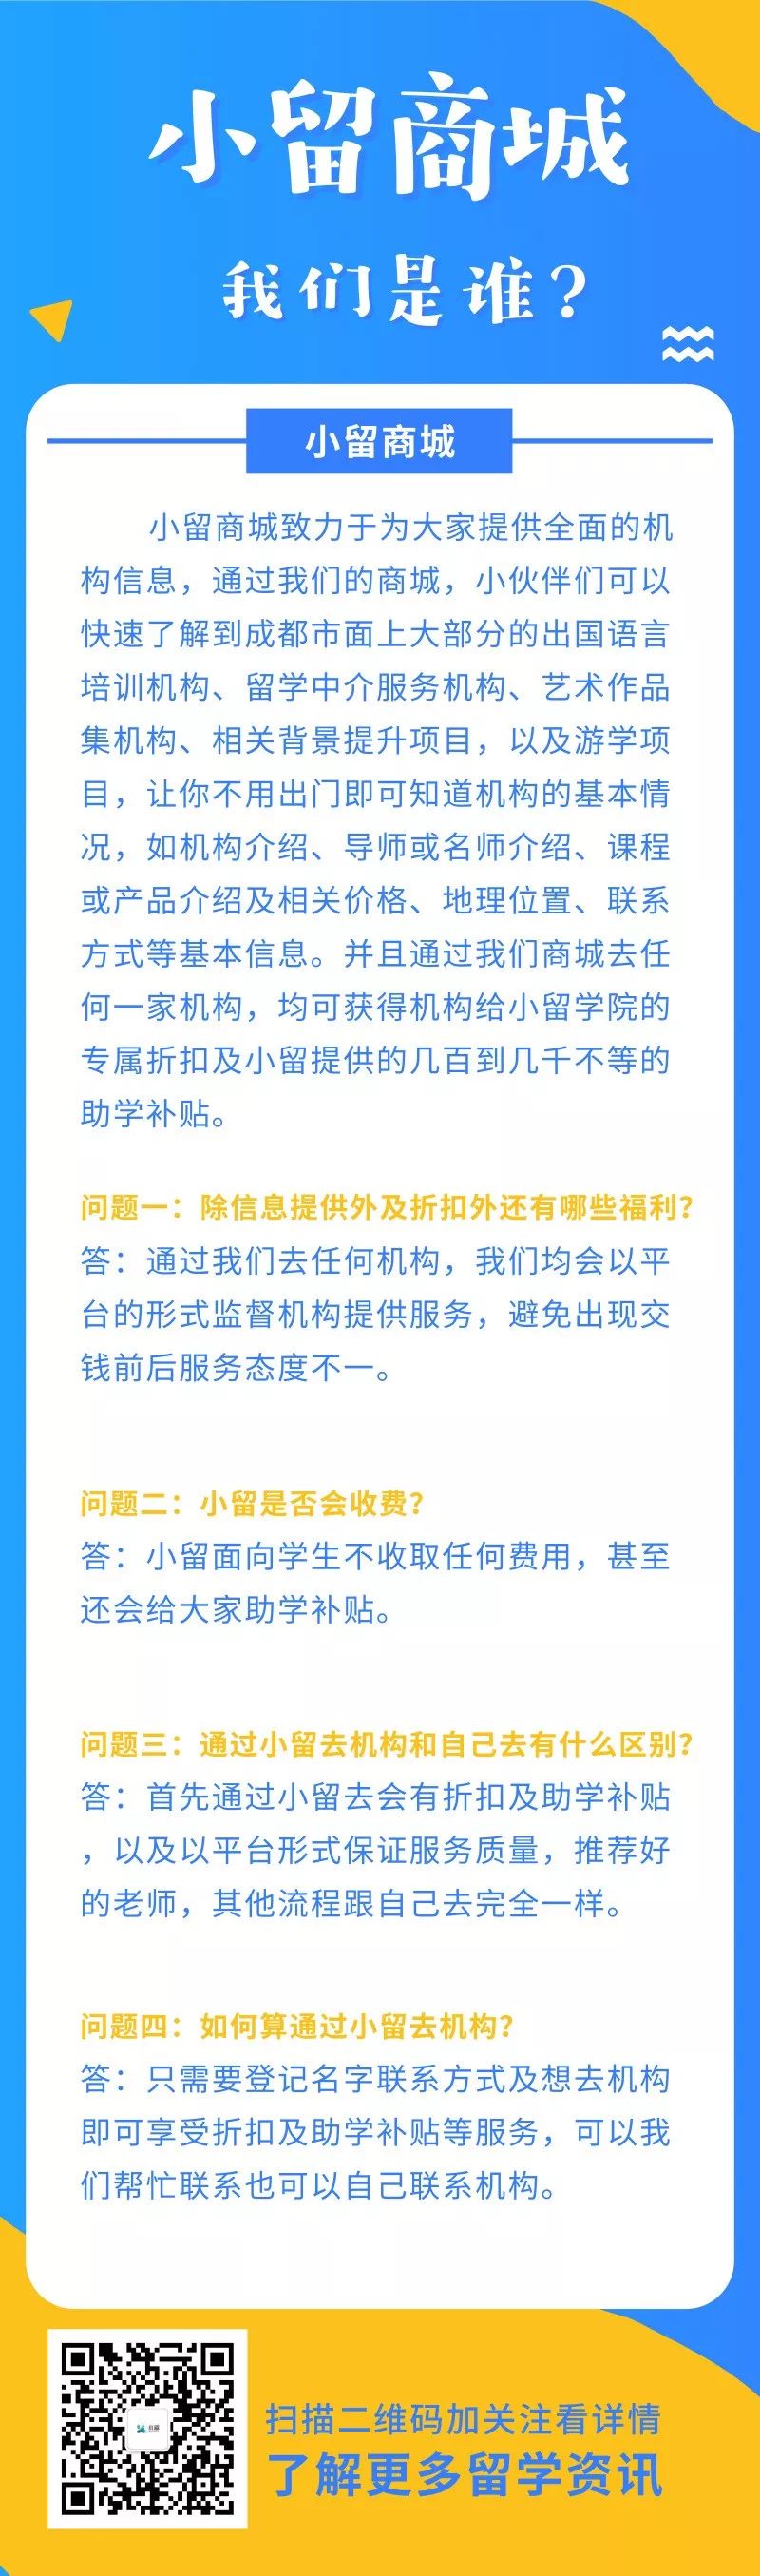 小留商城
我们是谁?
小留商城
小留商城致力于为大家提供全面的机
构信息，通过我们的商城，小伙伴们可以
快速了解到成都市面上大部分的出国语言
培训机构、留学中介服务机构、艺术作品
集机构、相关背景提升项目，以及游学项
目，让你不用出门即可知道机构的基本情
况，如机构介绍、导师或名师介绍、课程
或产品介绍及相关价格、地理位置、联系
方式等基本信息。并且通过我们商城去任
何一家机构，均可获得机构给小留学院的
专属折扣及小留提供的几百到几千不等的
助学补贴。
问题一：除信息提供外及折扣外还有哪些福利?
答：通过我们去任何机构，我们均会以平
台的形式监督机构提供服务，避免出现交
钱前后服务态度不一。
问题二：小留是否会收费?
答：小留面向学生不收取任何费用，甚至
还会给大家助学补贴。
问题三：通过小留去机构和自己去有什么区别?
答：首先通过小留去会有折扣及助学补贴
，以及以平台形式保证服务质量，推荐好
的老师，其他流程跟自己去完全一样。
问题四：如何算通过小留去机构?
答：只需要登记名字联系方式及想去机构
即可享受折扣及助学补贴等服务，可以我
们帮忙联系也可以自己联系机构。
扫描二维码加关注看详情
了解更多留学资讯